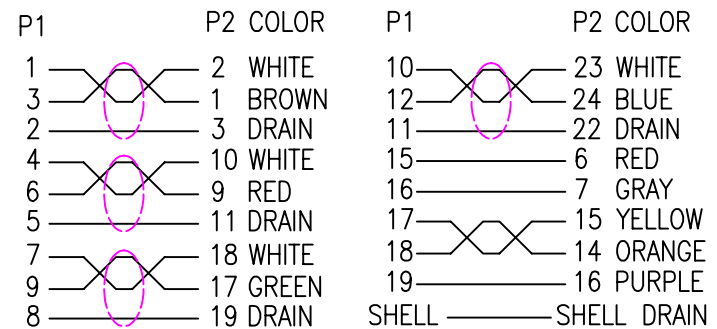 P1 P2 COLOR
1 2 WHITE
3 1 BROWN
2 3 DRAIN
4 10 WHITE
6 9 RED
5 11 DRAIN
7 18 WHITE
9 17 GREEN
8 19 DRAIN
P1 P2 COLOR
10 23 WHITE
12 24 BLUE
11 22 DRAIN
15 6 RED
16 7 GRAY
17 15 YELLOW
18 14 ORANGE
19 16 PURPLE
SHELL SHELL DRAIN